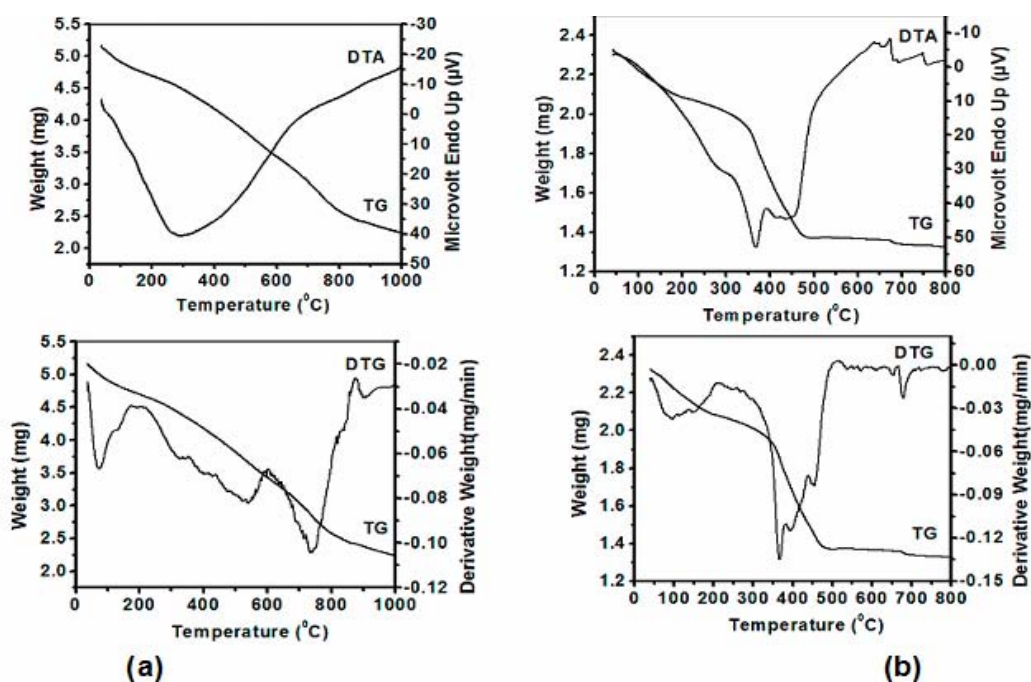 5.5
5.0
4.5
4.0
3.5
3.0
2.5
2.0
Weight (mg)
-30
-20
-15
0
10
15
20
30
40
50
Microvolt Endo Up (µV)
DTA
TG
0 200 400 600 800 1000
Temperature (⁰C)
2.4
2.2
2.0
1.8
1.6
1.4
1.2
Weight (mg)
-10
0
10
20
30
40
50
60
Microvolt Endo Up (µV)
DTA
TG
0 100 200 300 400 500 600 700 800
Temperature (⁰C)
5.5
5.0
4.5
4.0
3.5
3.0
2.5
2.0
Weight (mg)
-0.02
-0.04
-0.06
-0.08
-0.10
-0.12
Derivative Weight(mg/min)
DTG
TG
0 200 400 600 800 1000
Temperature (⁰C)
2.4
2.2
2.0
1.8
1.6
1.4
1.2
Weight (mg)
0.00
-0.03
-0.06
-0.09
-0.12
-0.15
Derivative Weight(mg/min)
DTG
TG
0 100 200 300 400 500 600 700 800
Temperature (⁰C)
(a)
(b)